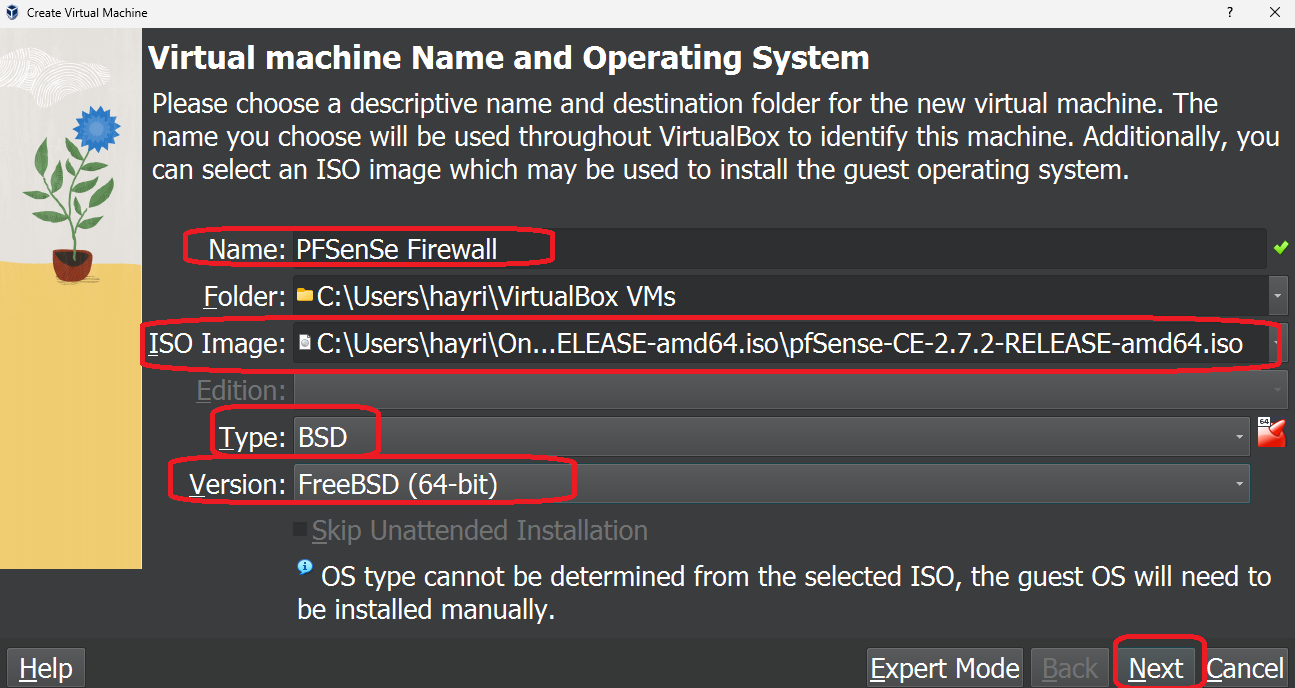 Create Virtual Machine
Virtual machine Name and Operating System
Please choose a descriptive name and destination folder for the new virtual machine. The
name you choose will be used throughout VirtualBox to identify this machine. Additionally, you
can select an ISO image which may be used to install the guest operating system.
Name: PFSenSe Firewall
Folder: C:\Users\hayri\VirtualBox VMs
ISO Image: C:\Users\hayri\On...ELEASE-amd64.iso\pfSense-CE-2.7.2-RELEASE-amd64.iso
Edition:
Type: BSD
64
Version: FreeBSD (64-bit)
Skip Unattended Installation
OS type cannot be determined from the selected ISO, the guest OS will need to
be installed manually.
Help Expert Mode Back Next Cancel